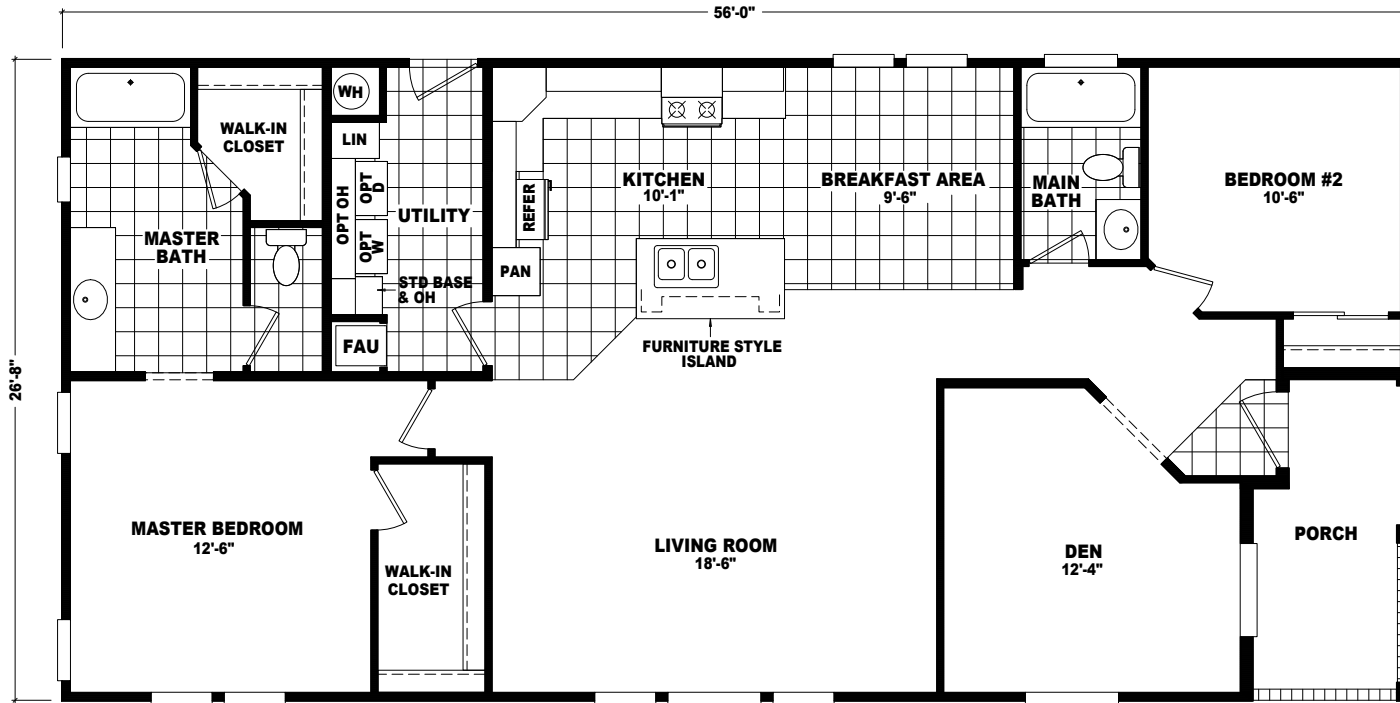 56'-0"
26'-8"
WALK-IN
CLOSET
WH
LIN
OPT OH
OPT
D
OPT
W
UTILITY
STD BASE
& OH
FAU
MASTER
BATH
REFER
PAN
KITCHEN
10'-1"
BREAKFAST AREA
9'-6"
MAIN
BATH
BEDROOM #2
10'-6"
FURNITURE STYLE
ISLAND
MASTER BEDROOM
12'-6"
WALK-IN
CLOSET
LIVING ROOM
18'-6"
DEN
12'-4"
PORCH